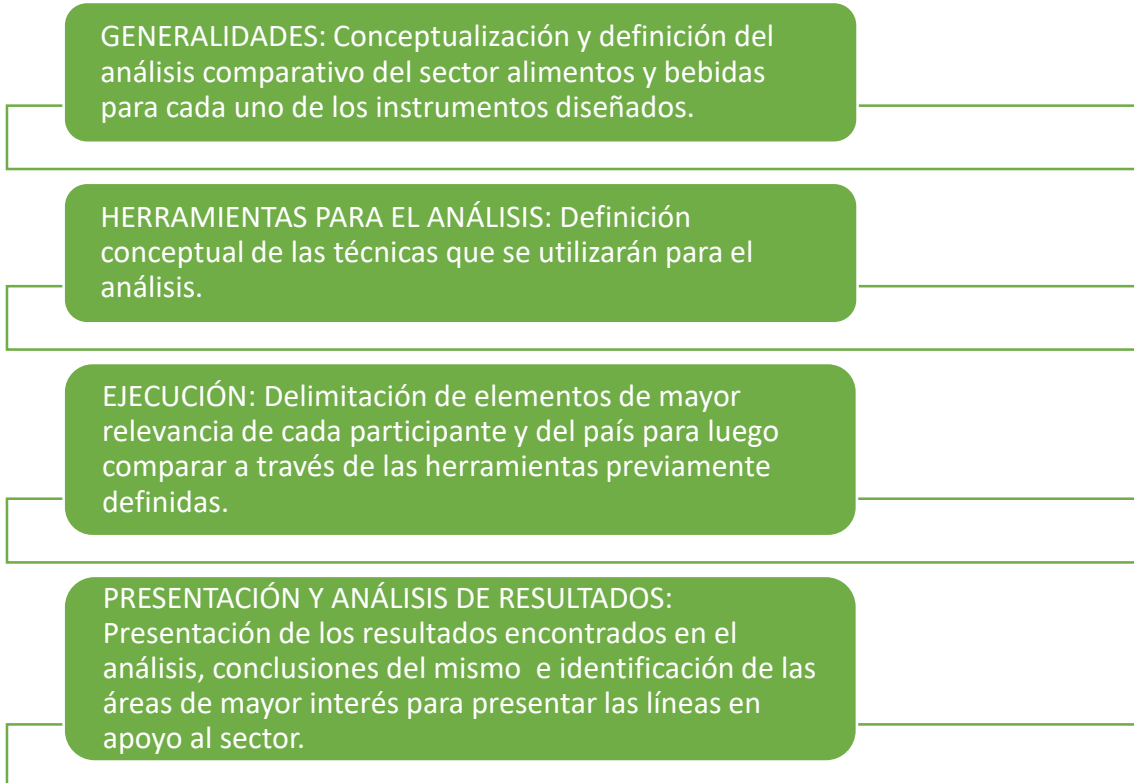 GENERALIDADES: Conceptualización y definición del
análisis comparativo del sector alimentos y bebidas
para cada uno de los instrumentos diseñados.
HERRAMIENTAS PARA EL ANÁLISIS: Definición
conceptual de las técnicas que se utilizarán para el
análisis.
EJECUCIÓN: Delimitación de elementos de mayor
relevancia de cada participante y del país para luego
comparar a través de las herramientas previamente
definidas.
PRESENTACIÓN Y ANÁLISIS DE RESULTADOS:
Presentación de los resultados encontrados en el
análisis, conclusiones del mismo  e identificación de las
áreas de mayor interés para presentar las líneas en
apoyo al sector.